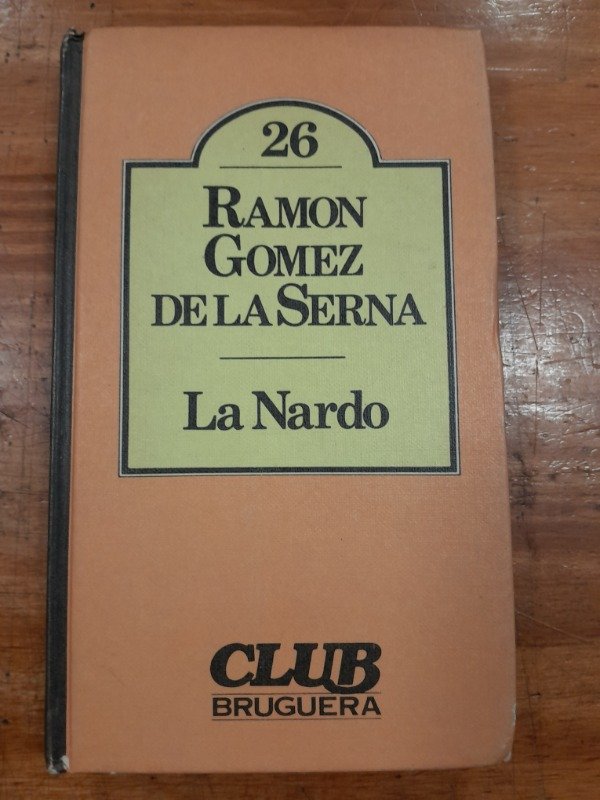 26
RAMON
GOMEZ
DE LA SERNA
La Nardo
CLUB
BRUGUERA